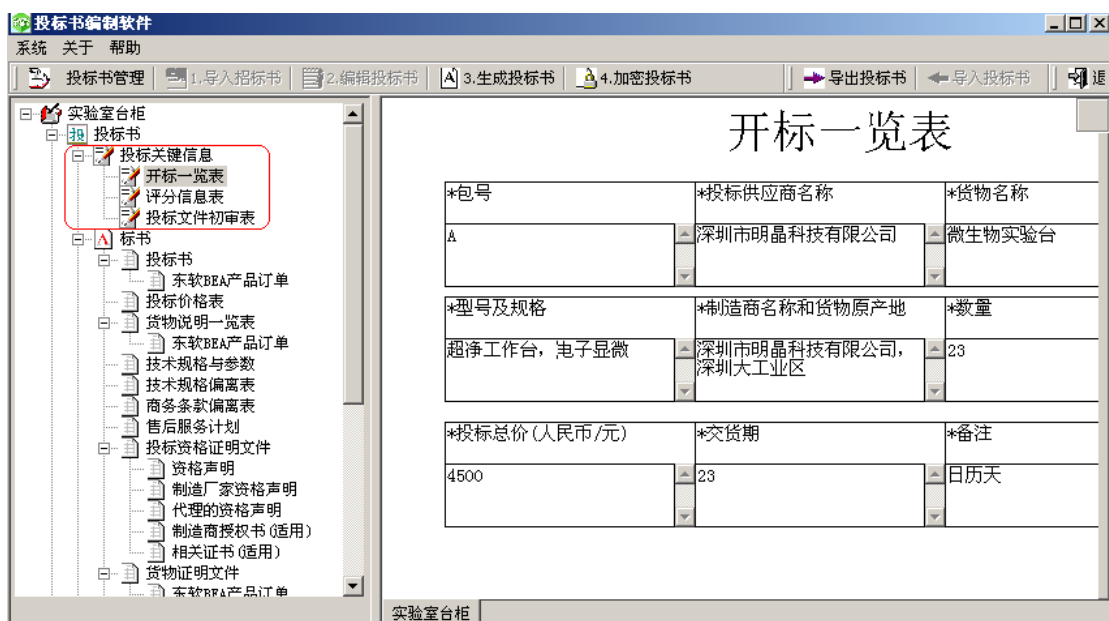 投标书编制软件
系统 关于 帮助
投标书管理 1.导入招标书 2.编辑投标书 3.生成投标书 4.加密投标书 导出投标书 导入投标书 退
实验室台柜
投标书
投标关键信息
开标一览表
评分信息表
投标文件初审表
标书
投标书
东软BEA产品订单
投标价格表
货物说明一览表
东软BEA产品订单
技术规格与参数
技术规格偏离表
商务条款偏离表
售后服务计划
投标资格证明文件
资格声明
制造厂家资格声明
代理的资格声明
制造商授权书(适用)
相关证书(适用)
货物证明文件
东软BEA产品订单
开标一览表
*包号 *投标供应商名称 *货物名称
A 深圳市明晶科技有限公司 微生物实验台
*型号及规格 *制造商名称和货物原产地 *数量
超净工作台，电子显微 深圳市明晶科技有限公司， 23
深圳大工业区
*投标总价(人民币/元) *交货期 *备注
4500 23 日历天
实验室台柜